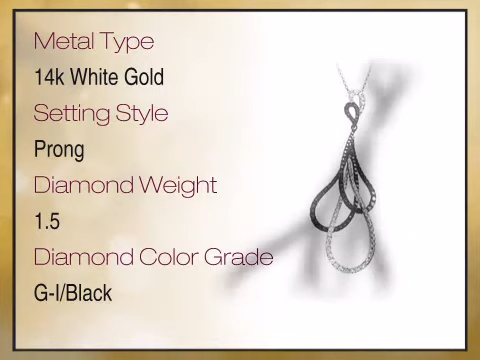 Metal Type
14k White Gold
Setting Style
Prong
Diamond Weight
1.5
Diamond Color Grade
G-I/Black